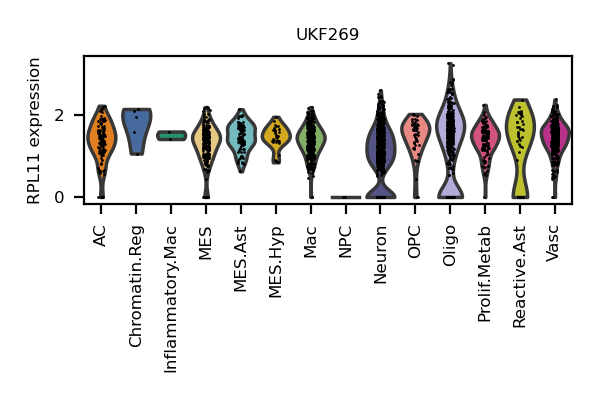 UKF269
RPL11 expression
2
0
AC
Chromatin.Reg
Inflammatory.Mac
MES
MES.Ast
MES.Hyp
Mac
NPC
Neuron
OPC
Oligo
Prolif.Metab
Reactive.Ast
Vasc